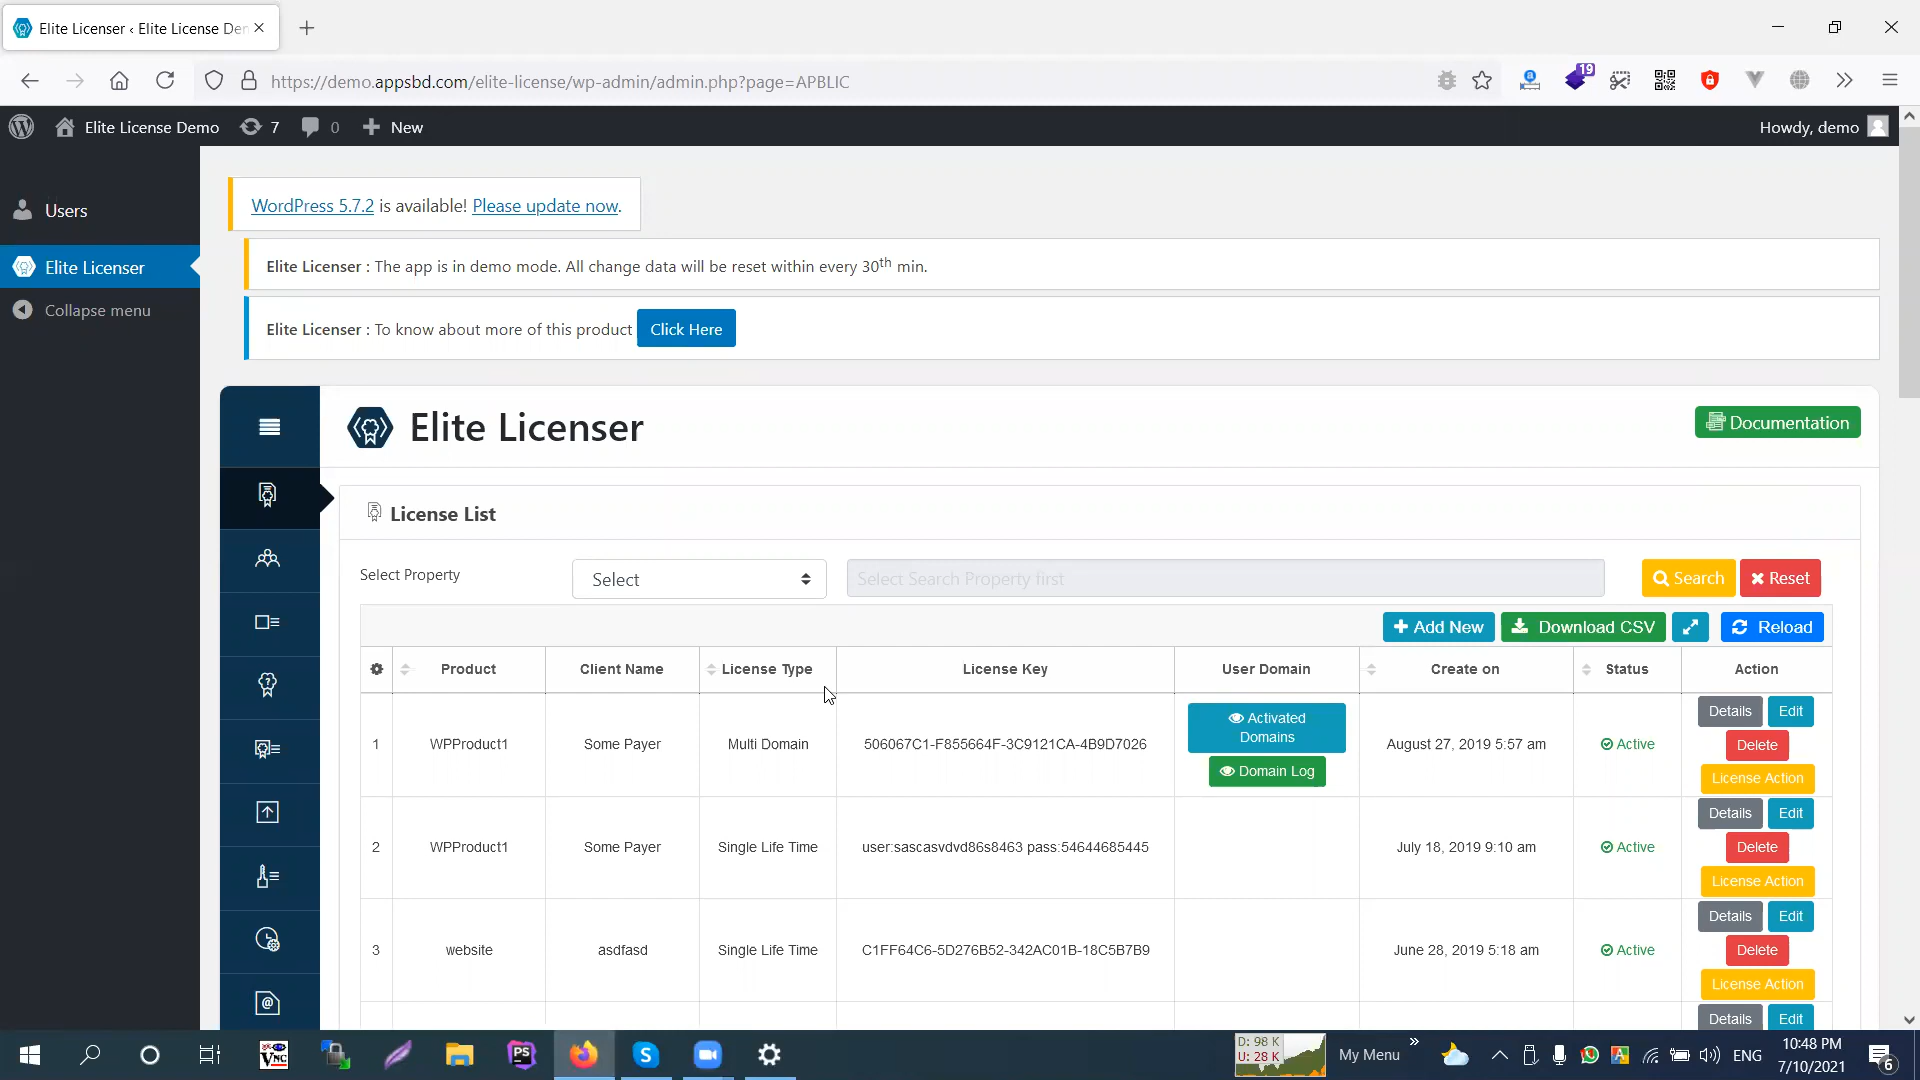 Elite Licenser ‹ Elite License Den
https://demo.appsbd.com/elite-license/wp-admin/admin.php?page=APBLIC
19
Elite License Demo 7 0 New Howdy, demo
Users
Elite Licenser
Collapse menu
WordPress 5.7.2 is available! Please update now.
Elite Licenser : The app is in demo mode. All change data will be reset within every 30th min.
Elite Licenser : To know about more of this product Click Here
Elite Licenser
Documentation
License List
Select Property Select Select Search Property first Search Reset
Add New Download CSV Reload
Product Client Name License Type License Key User Domain Create on Status Action
1 WPProduct1 Some Payer Multi Domain 506067C1-F855664F-3C9121CA-4B9D7026 Activated Domains Domain Log August 27, 2019 5:57 am Active Details Edit Delete License Action
2 WPProduct1 Some Payer Single Life Time user:sascasvdvd86s8463 pass:54644685445 July 18, 2019 9:10 am Active Details Edit Delete License Action
3 website asdfasd Single Life Time C1FF64C6-5D276B52-342AC01B-18C5B7B9 June 28, 2019 5:18 am Active Details Edit Delete License Action
Details Edit
VNC
PS
S
D: 98 K
U: 28 K
My Menu
ENG
10:48 PM
7/10/2021
6